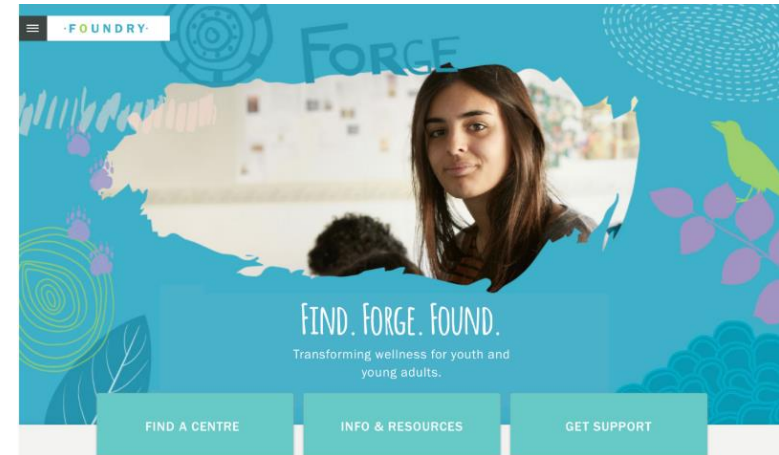 ·FOUNDRY·
FORGE
FIND. FORGE. FOUND.
Transforming wellness for youth and
young adults.
FIND A CENTRE
INFO & RESOURCES
GET SUPPORT